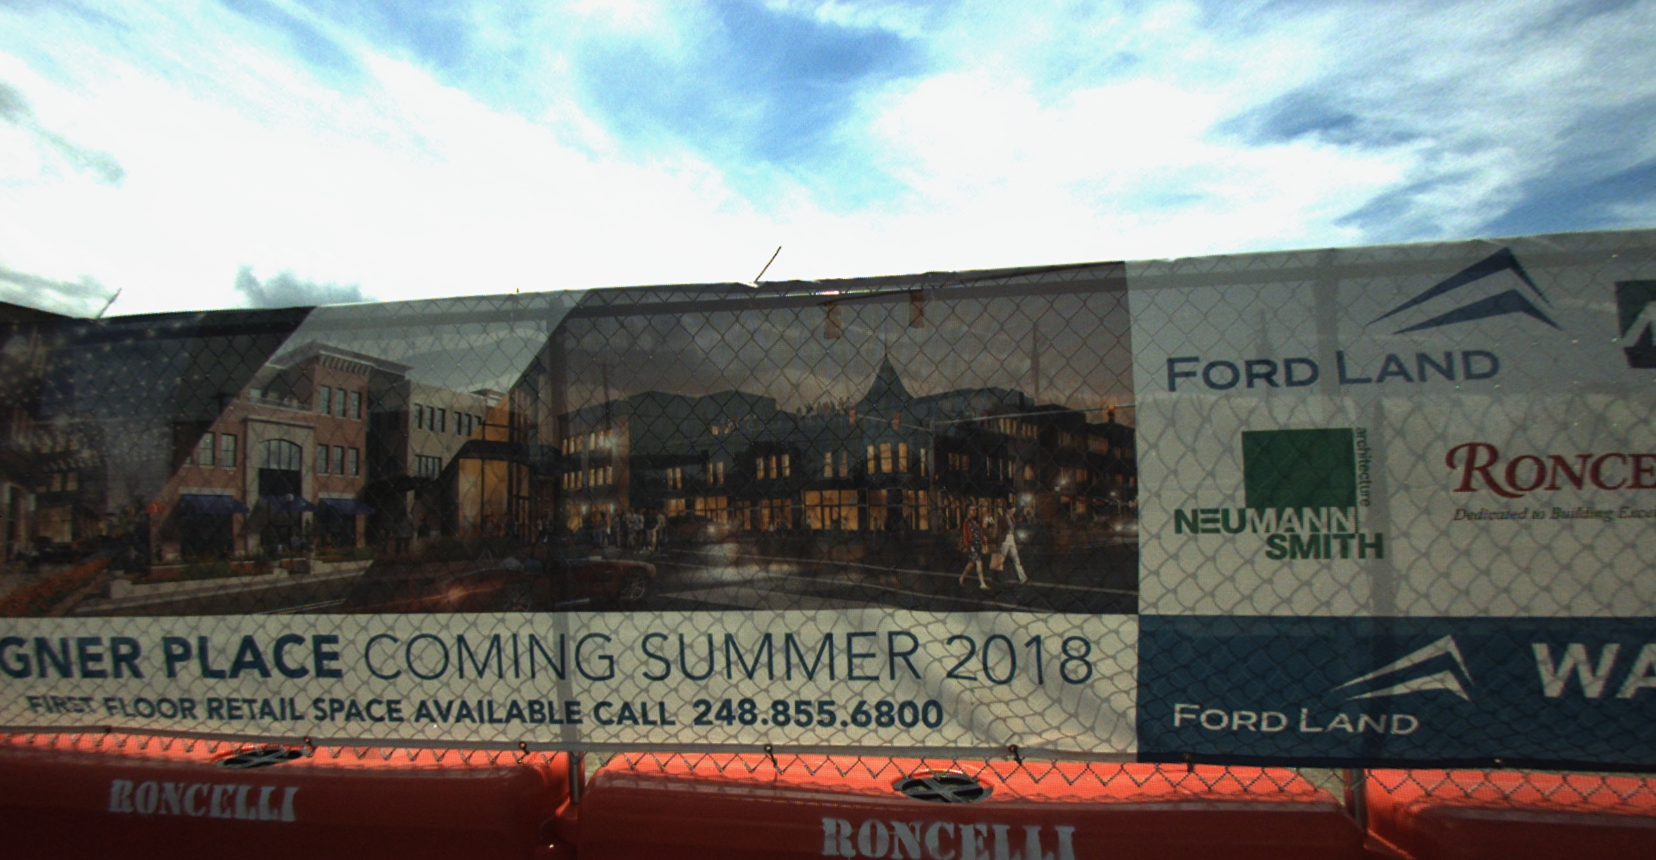 FORD LAND
architecture
NEUMANN
SMITH
RONCE
Dedicated to Building Exce
GNER PLACE COMING SUMMER 2018
FIRST FLOOR RETAIL SPACE AVAILABLE CALL 248.855.6800
FORD LAND
WA
RONCELLI
RONCELLI